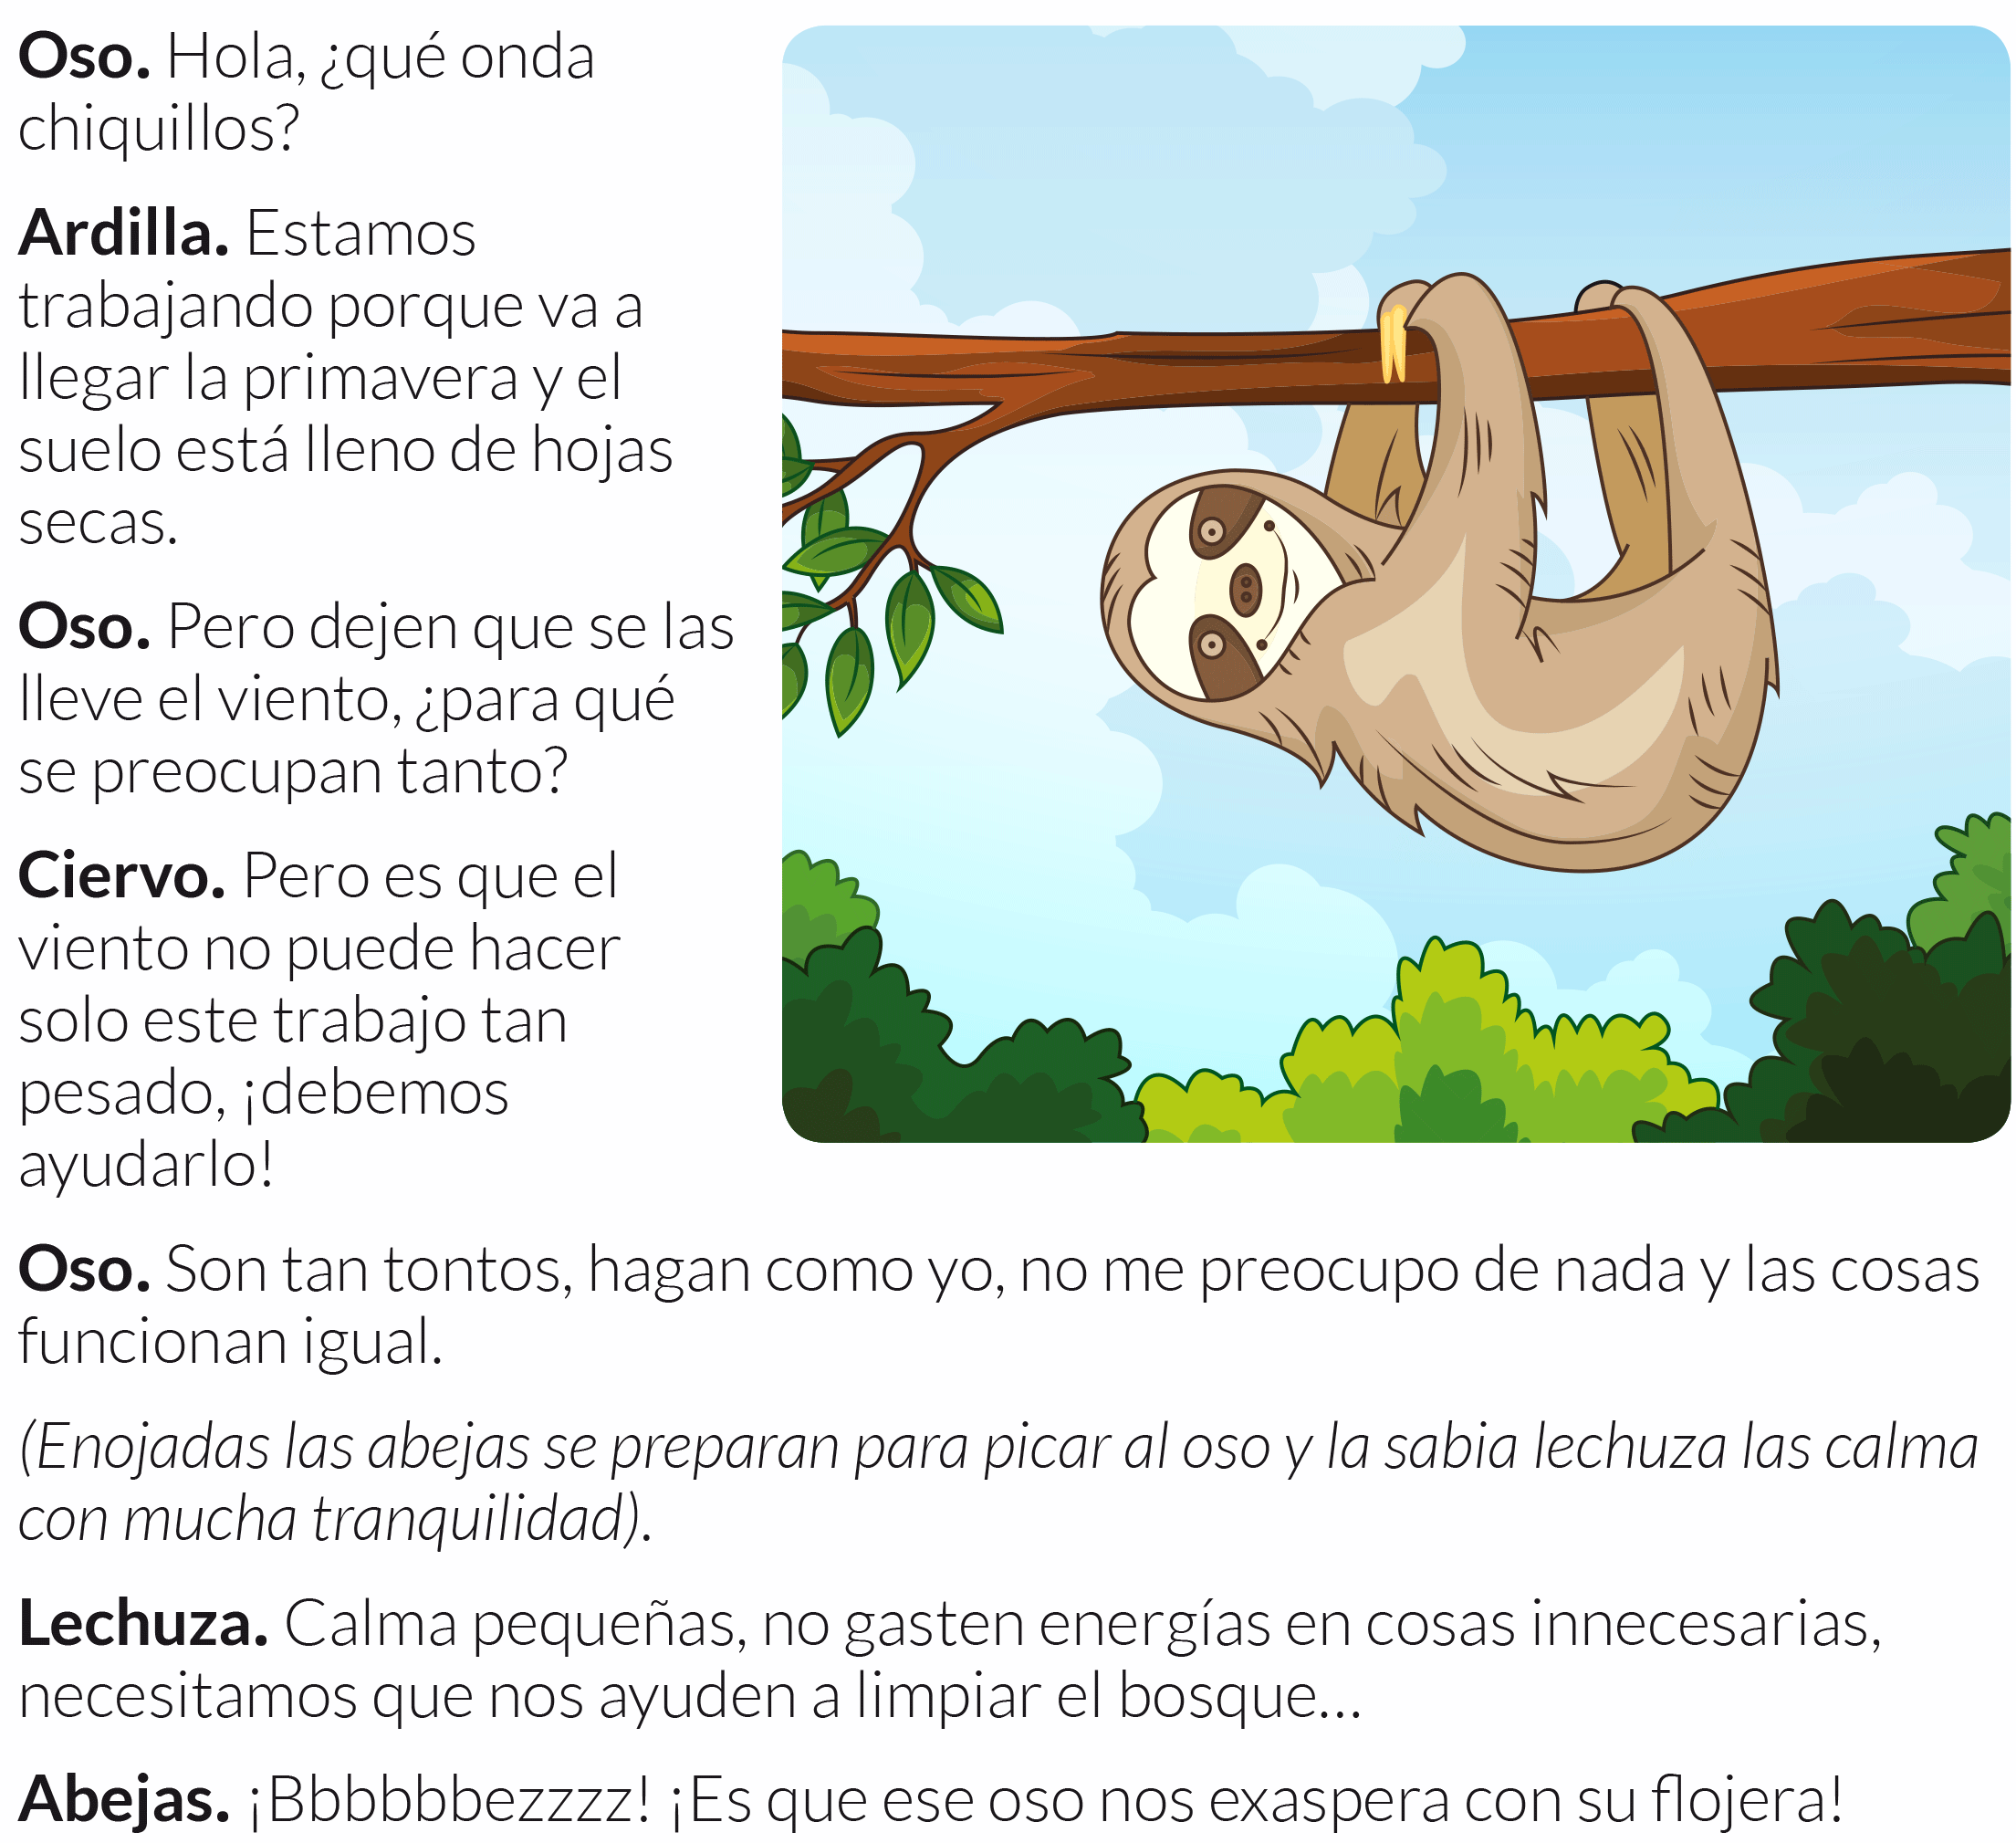 Oso. Hola, ¿qué onda
chiquillos?
Ardilla. Estamos
trabajando porque va a
llegar la primavera y el
suelo está lleno de hojas
secas.
Oso. Pero dejen que se las
lleve el viento, ¿para qué
se preocupan tanto?
Ciervo. Pero es que el
viento no puede hacer
solo este trabajo tan
pesado, ¡debemos
ayudarlo!
Oso. Son tan tontos, hagan como yo, no me preocupo de nada y las cosas
funcionan igual.
(Enojadas las abejas se preparan para picar al oso y la sabia lechuza las calma
con mucha tranquilidad).
Lechuza. Calma pequeñas, no gasten energías en cosas innecesarias,
necesitamos que nos ayuden a limpiar el bosque...
Abejas. ¡Bbbbbbezzzz! ¡Es que ese oso nos exaspera con su flojera!